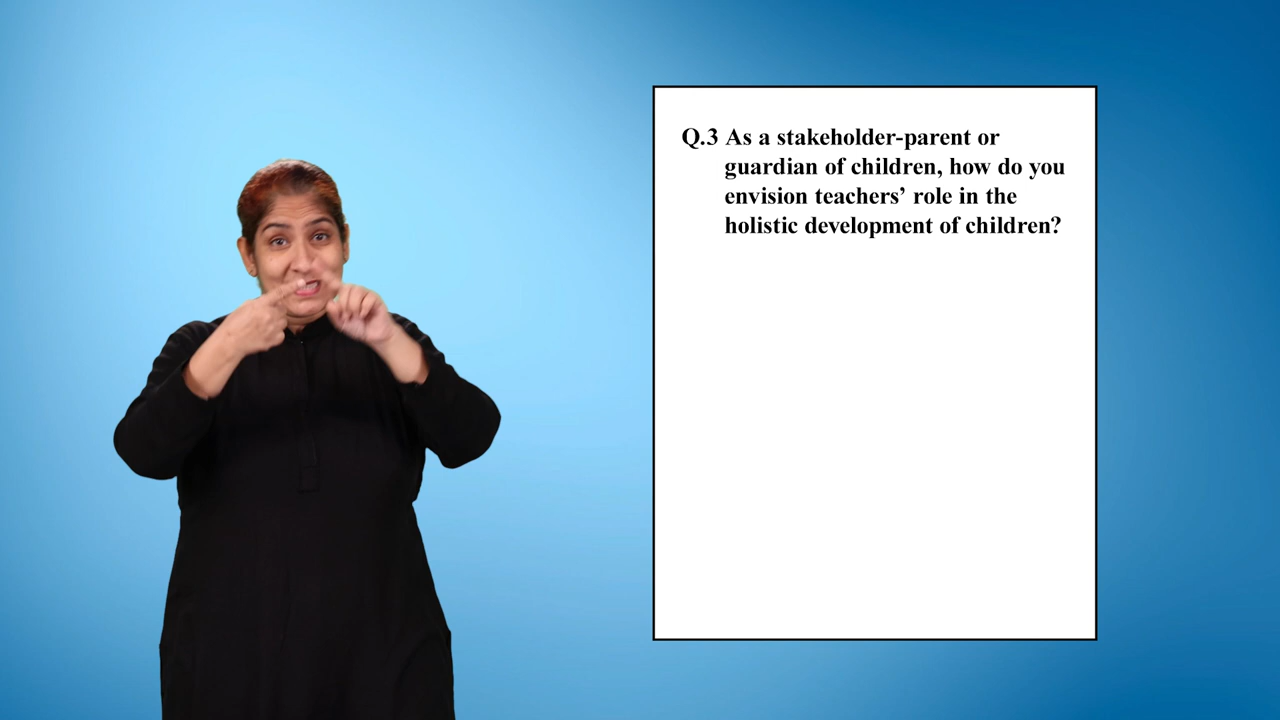 Q.3 As a stakeholder-parent or
guardian of children, how do you
envision teachers’ role in the
holistic development of children?